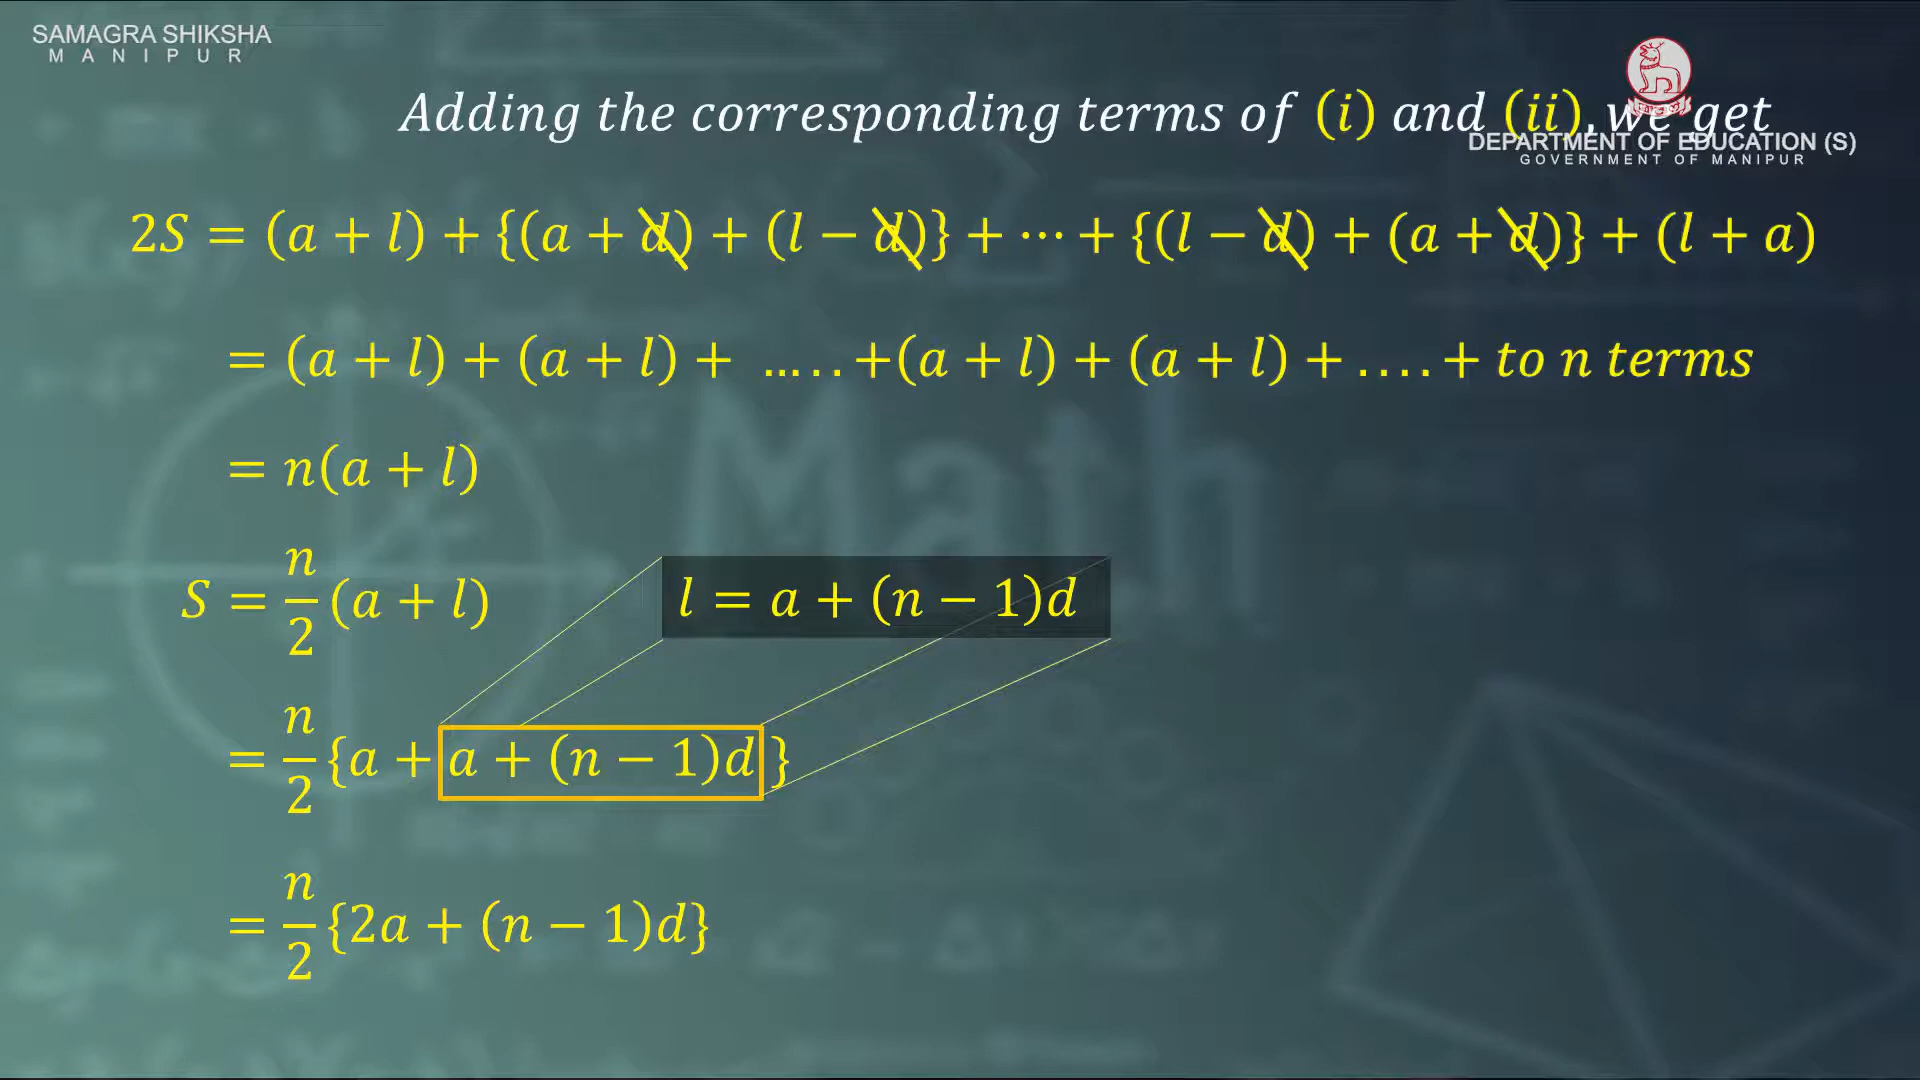 SAMAGRA SHIKSHA
MANIPUR
Adding the corresponding terms of (i) and (ii), we get
DEPARTMENT OF EDUCATION (S)
GOVERNMENT OF MANIPUR
2S = (a + l) + {(a + d) + (l − d)} + ⋯ + {(l − d) + (a + d)} + (l + a)
= (a + l) + (a + l) + ….. . +(a + l) + (a + l) + . . . . + to n terms
= n(a + l)
S = n/2 (a + l)
l = a + (n − 1)d
= n/2 {a + a + (n − 1)d }
= n/2 {2a + (n − 1)d}
Math